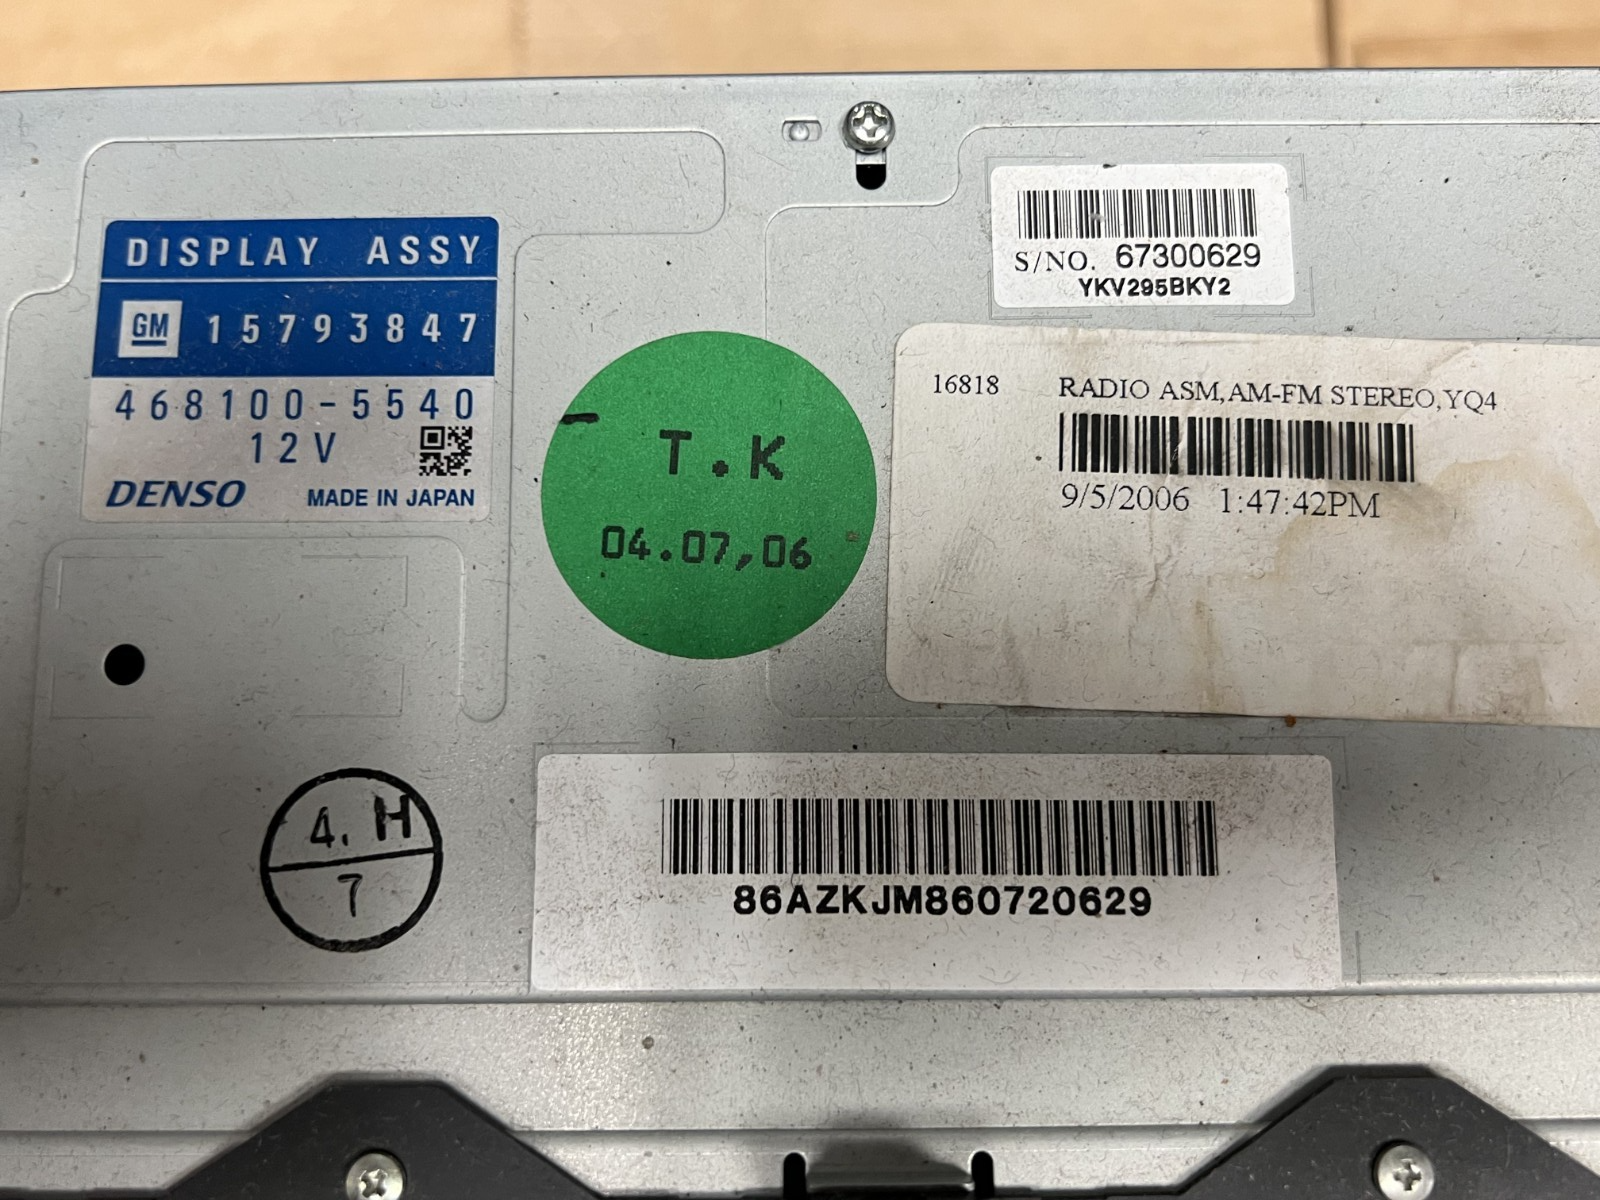 DISPLAY ASSY
GM 15793847
468100-5540
12V
DENSO MADE IN JAPAN
T.K
04.07,06
S/NO. 67300629
YKV295BKY2
16818 RADIO ASM,AM-FM STEREO,YQ4
9/5/2006 1:47:42PM
4. H
7
86AZKJM860720629